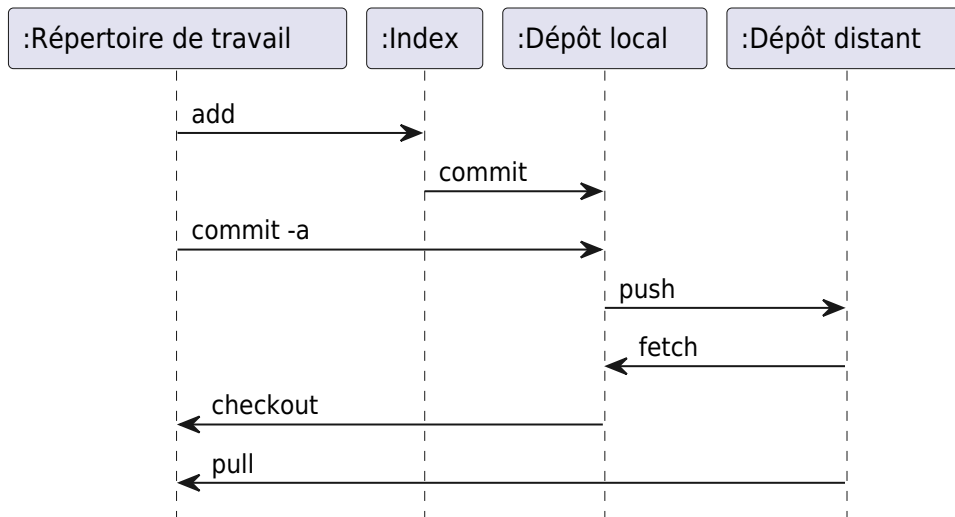 :Répertoire de travail
:Index
:Dépôt local
:Dépôt distant
add
commit
commit -a
push
fetch
checkout
pull